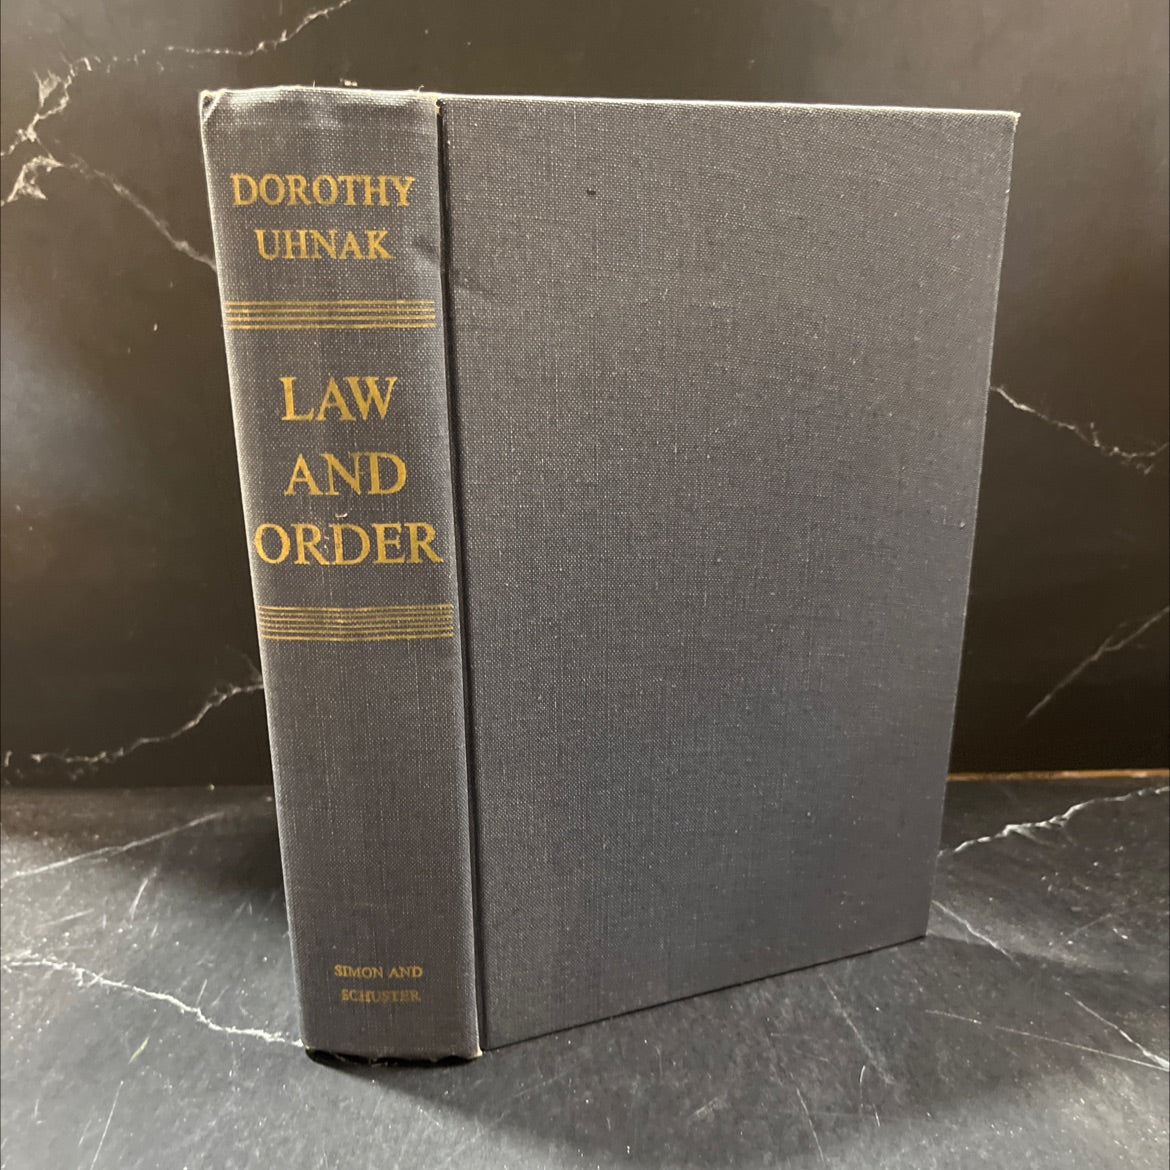 DOROTHY
UHNAK
LAW
AND
ORDER
SIMON AND
SCHUSTER